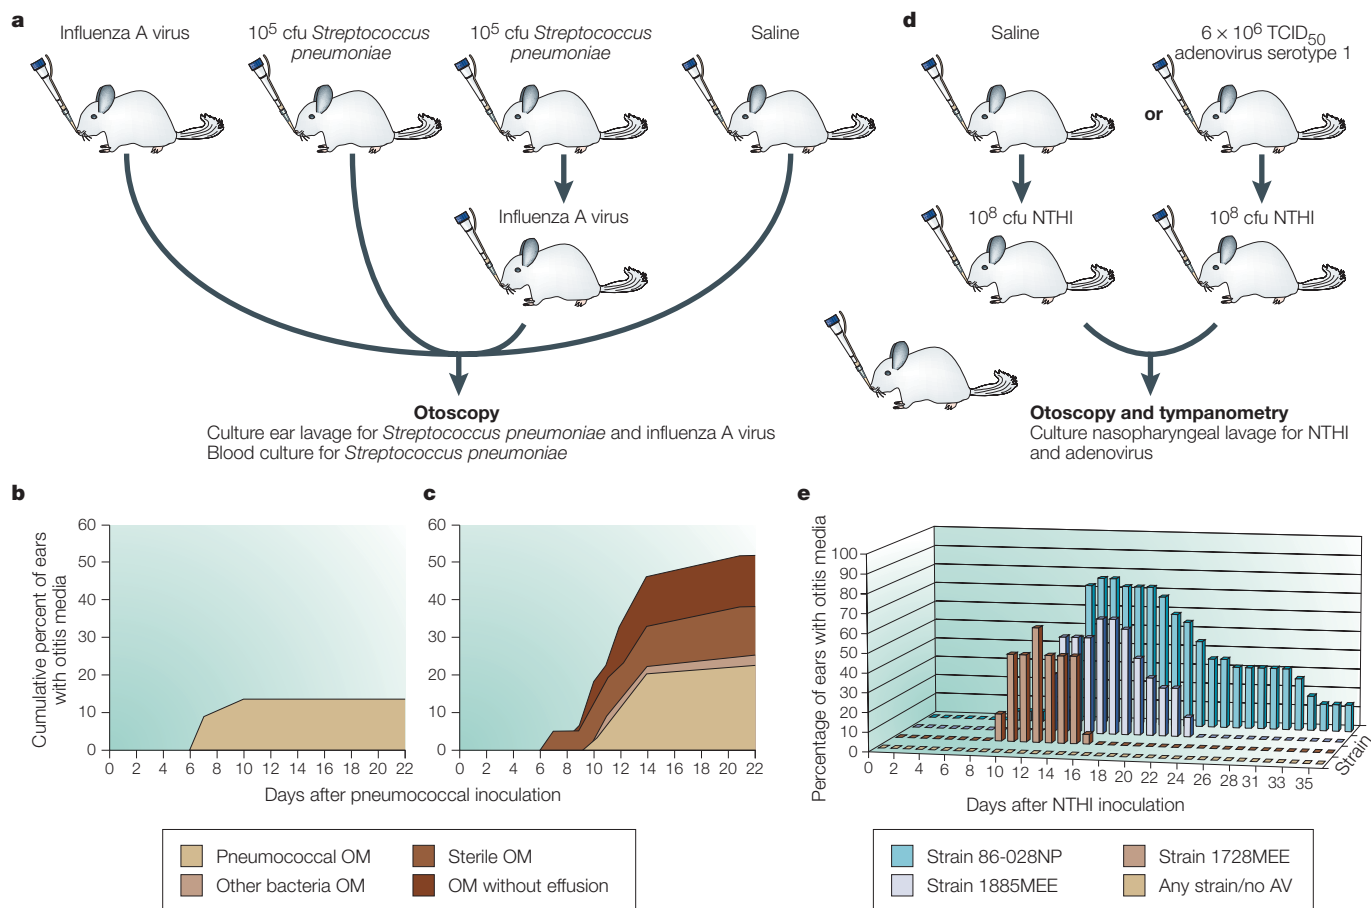 a
Influenza A virus
10⁵ cfu Streptococcus
pneumoniae
10⁵ cfu Streptococcus
pneumoniae
Saline
Influenza A virus
Otoscopy
Culture ear lavage for Streptococcus pneumoniae and influenza A virus
Blood culture for Streptococcus pneumoniae
d
Saline
or
6 × 10⁶ TCID₅₀
adenovirus serotype 1
10⁸ cfu NTHI
10⁸ cfu NTHI
Otoscopy and tympanometry
Culture nasopharyngeal lavage for NTHI
and adenovirus
b
Cumulative percent of ears
with otitis media
60
50
40
30
20
10
0
0 2 4 6 8 10 12 14 16 18 20 22
c
60
50
40
30
20
10
0
0 2 4 6 8 10 12 14 16 18 20 22
Days after pneumococcal inoculation
Pneumococcal OM
Other bacteria OM
Sterile OM
OM without effusion
e
Percentage of ears with otitis media
100
90
80
70
60
50
40
30
20
10
0
0 2 4 6 8 10 14 16 18 20 22 24 26 28 31 33 35
Strain
Days after NTHI inoculation
Strain 86-028NP
Strain 1885MEE
Strain 1728MEE
Any strain/no AV